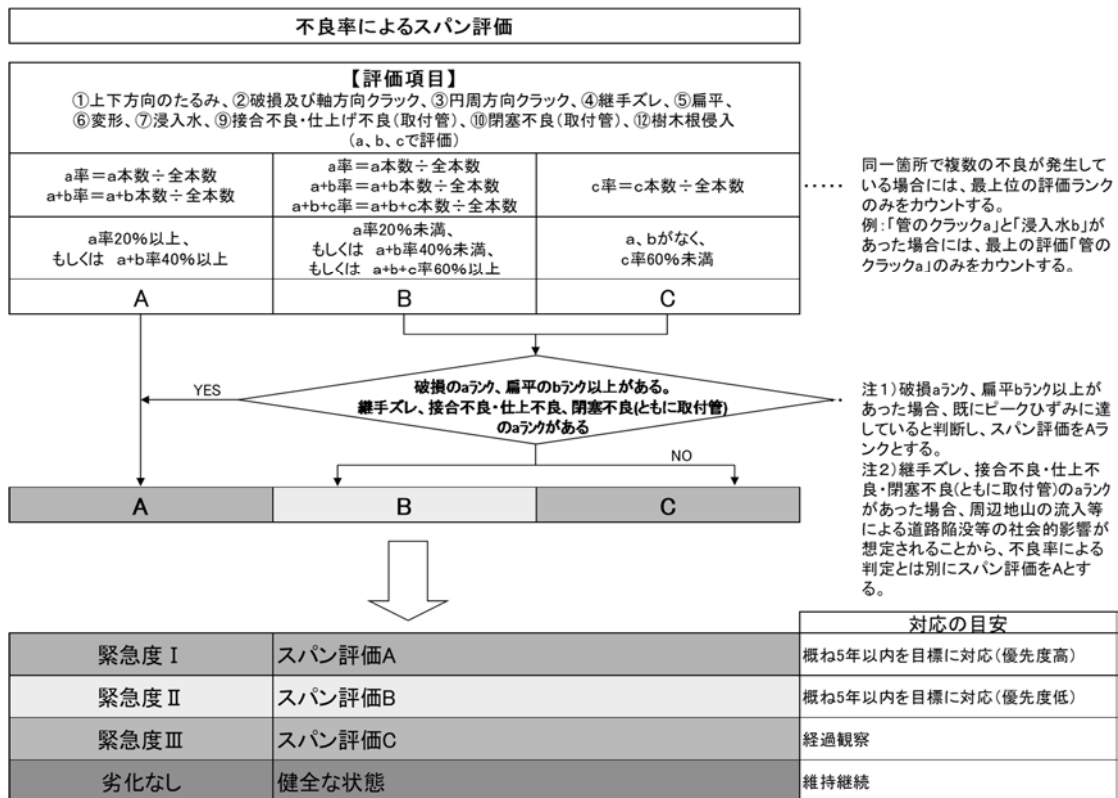 不良率によるスパン評価
【評価項目】
①上下方向のたるみ、②破損及び軸方向クラック、③円周方向クラック、④継手ズレ、⑤扁平、
⑥変形、⑦浸入水、⑨接合不良・仕上げ不良(取付管)、⑩閉塞不良(取付管)、⑫樹木根侵入
(a、b、cで評価)
a率=a本数÷全本数
a+b率=a+b本数÷全本数
a率=a本数÷全本数
a+b率=a+b本数÷全本数
a+b+c率=a+b+c本数÷全本数
c率=c本数÷全本数
a率20%以上、
もしくは a+b率40%以上
a率20%未満、
もしくは a+b率40%未満、
もしくは a+b+c率60%以上
a、bがなく、
c率60%未満
A
B
C
‥‥‥
同一箇所で複数の不良が発生して
いる場合には、最上位の評価ランク
のみをカウントする。
例:「管のクラックa」と「浸入水b」が
あった場合には、最上の評価「管の
クラックa」のみをカウントする。
YES
破損のaランク、扁平のbランク以上がある。
継手ズレ、接合不良・仕上不良、閉塞不良(ともに取付管)
のaランクがある
NO
注1)破損aランク、扁平bランク以上が
あった場合、既にピークひずみに達
していると判断し、スパン評価をAラ
ンクとする。
注2)継手ズレ、接合不良・仕上不
良・閉塞不良(ともに取付管)のaランク
があった場合、周辺地山の流入等
による道路陥没等の社会的影響が
想定されることから、不良率による
判定とは別にスパン評価をAとす
る。
A
B
C
対応の目安
緊急度Ⅰ スパン評価A 概ね5年以内を目標に対応(優先度高)
緊急度Ⅱ スパン評価B 概ね5年以内を目標に対応(優先度低)
緊急度Ⅲ スパン評価C 経過観察
劣化なし 健全な状態 維持継続